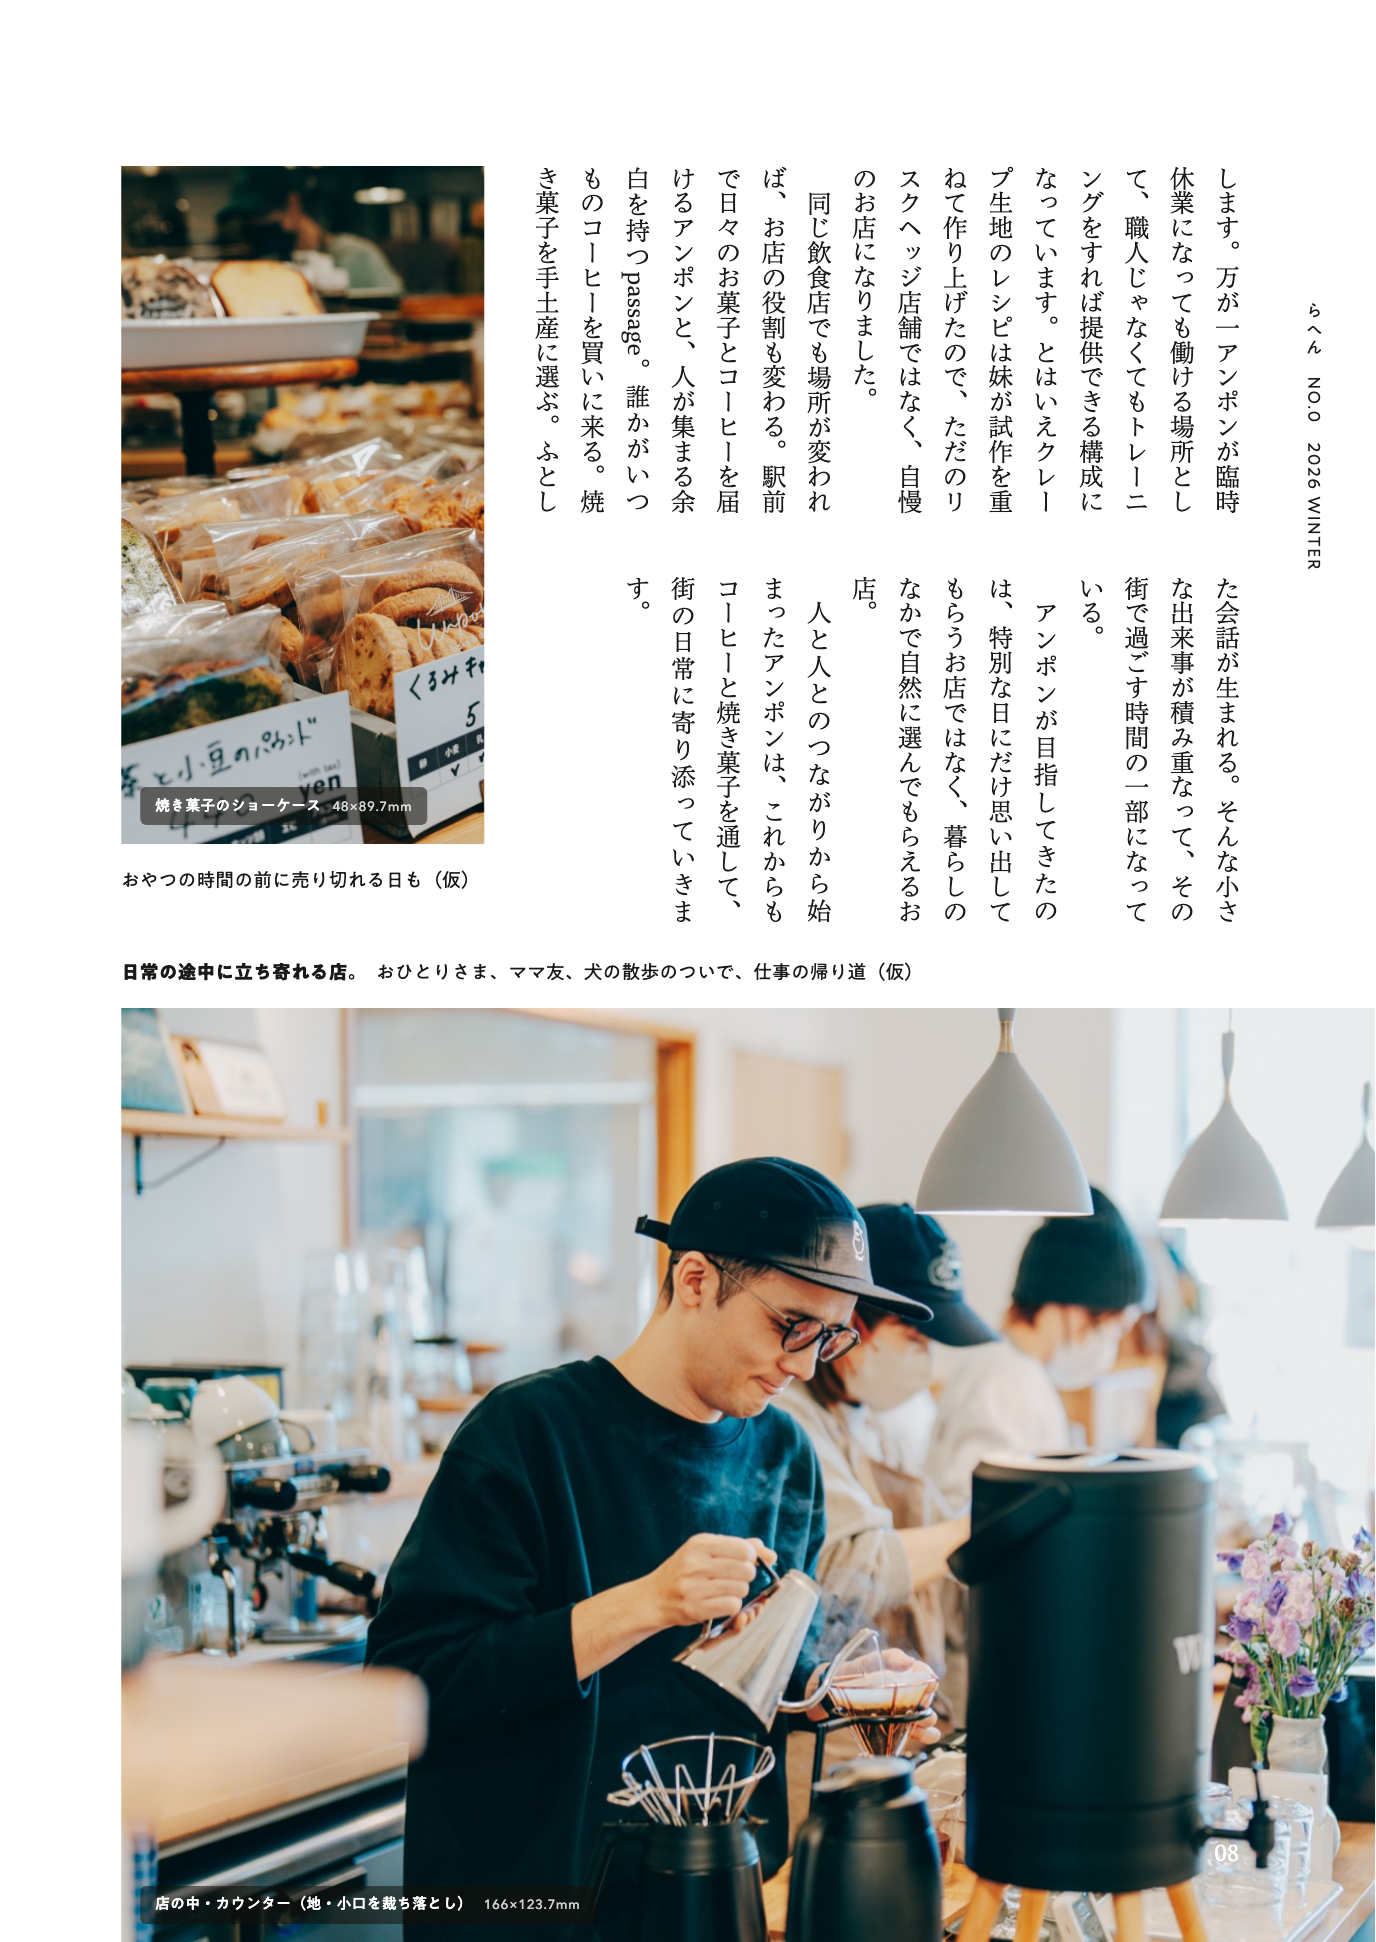 らへん NO.0 2026 WINTER
します。万が一アンポンが臨時
休業になっても働ける場所とし
て、職人じゃなくてもトレーニ
ングをすれば提供できる構成に
なっています。とはいえクレー
プ生地のレシピは妹が試作を重
ねて作り上げたので、ただのリ
スクヘッジ店舗ではなく、自慢
のお店になりました。
同じ飲食店でも場所が変われ
ば、お店の役割も変わる。駅前
で日々のお菓子とコーヒーを届
けるアンポンと、人が集まる余
白を持つpassage。誰かがいつ
ものコーヒーを買いに来る。焼
き菓子を手土産に選ぶ。ふとし
た会話が生まれる。そんな小さ
な出来事が積み重なって、その
街で過ごす時間の一部になって
いる。
アンポンが目指してきたの
は、特別な日にだけ思い出して
もらうお店ではなく、暮らしの
なかで自然に選んでもらえるお
店。
人と人とのつながりから始
まったアンポンは、これからも
コーヒーと焼き菓子を通して、
街の日常に寄り添っていきま
す。
くるみキャ
5
小麦
茶と小豆のパウンド
(with tax)
yen
焼き菓子のショーケース 48×89.7mm
おやつの時間の前に売り切れる日も（仮）
日常の途中に立ち寄れる店。 おひとりさま、ママ友、犬の散歩のついで、仕事の帰り道（仮）
08
店の中・カウンター（地・小口を裁ち落とし） 166×123.7mm